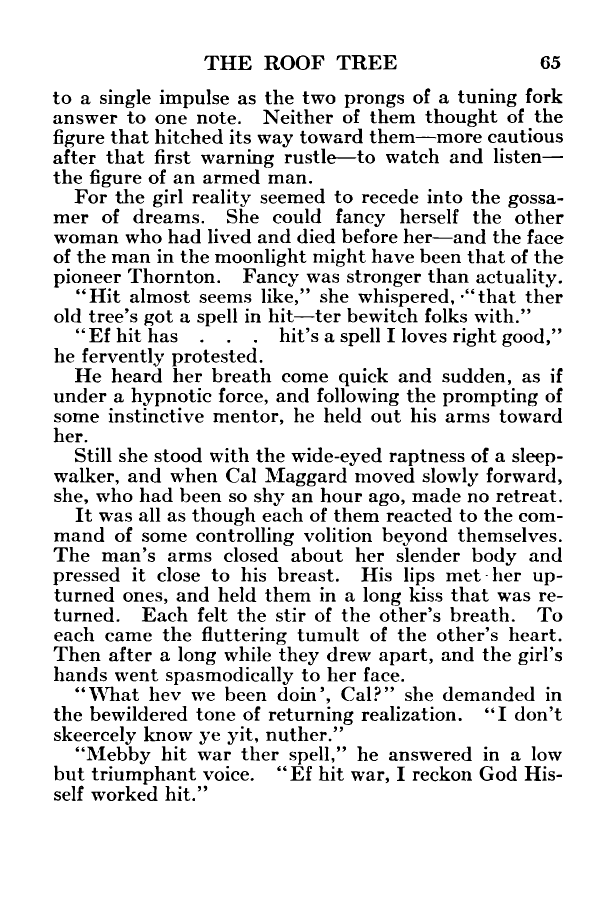 THE ROOF TREE 65
to a single impulse as the two prongs of a tuning fork
answer to one note. Neither of them thought of the
figure that hitched its way toward them—more cautious
after that first warning rustle—to watch and listen—
the figure of an armed man.
For the girl reality seemed to recede into the gossa-
mer of dreams. She could fancy herself the other
woman who had lived and died before her—and the face
of the man in the moonlight might have been that of the
pioneer Thornton. Fancy was stronger than actuality.
"Hit almost seems like," she whispered, "that ther
old tree's got a spell in hit—ter bewitch folks with."
"Ef hit has . . . hit's a spell I loves right good,"
he fervently protested.
He heard her breath come quick and sudden, as if
under a hypnotic force, and following the prompting of
some instinctive mentor, he held out his arms toward
her.
Still she stood with the wide-eyed raptness of a sleep-
walker, and when Cal Maggard moved slowly forward,
she, who had been so shy an hour ago, made no retreat.
It was all as though each of them reacted to the com-
mand of some controlling volition beyond themselves.
The man's arms closed about her slender body and
pressed it close to his breast. His lips met her up-
turned ones, and held them in a long kiss that was re-
turned. Each felt the stir of the other's breath. To
each came the fluttering tumult of the other's heart.
Then after a long while they drew apart, and the girl's
hands went spasmodically to her face.
"What hev we been doin', Cal?" she demanded in
the bewildered tone of returning realization. "I don't
skeercely know ye yit, nuther."
"Mebby hit war ther spell," he answered in a low
but triumphant voice. "Ef hit war, I reckon God His-
self worked hit."